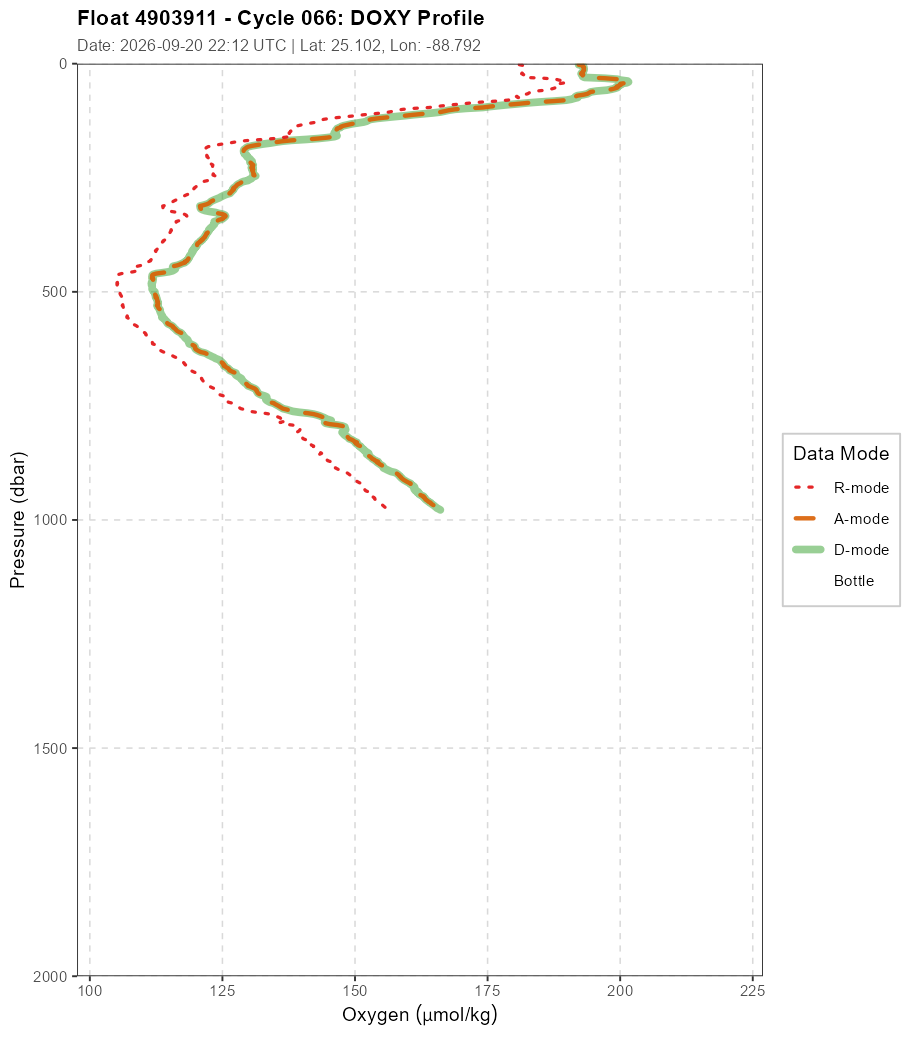 Float 4903911 - Cycle 066: DOXY Profile
Date: 2026-09-20 22:12 UTC | Lat: 25.102, Lon: -88.792
0
500
1000
1500
2000
Pressure (dbar)
100 125 150 175 200 225
Oxygen (μmol/kg)
Data Mode
R-mode
A-mode
D-mode
Bottle